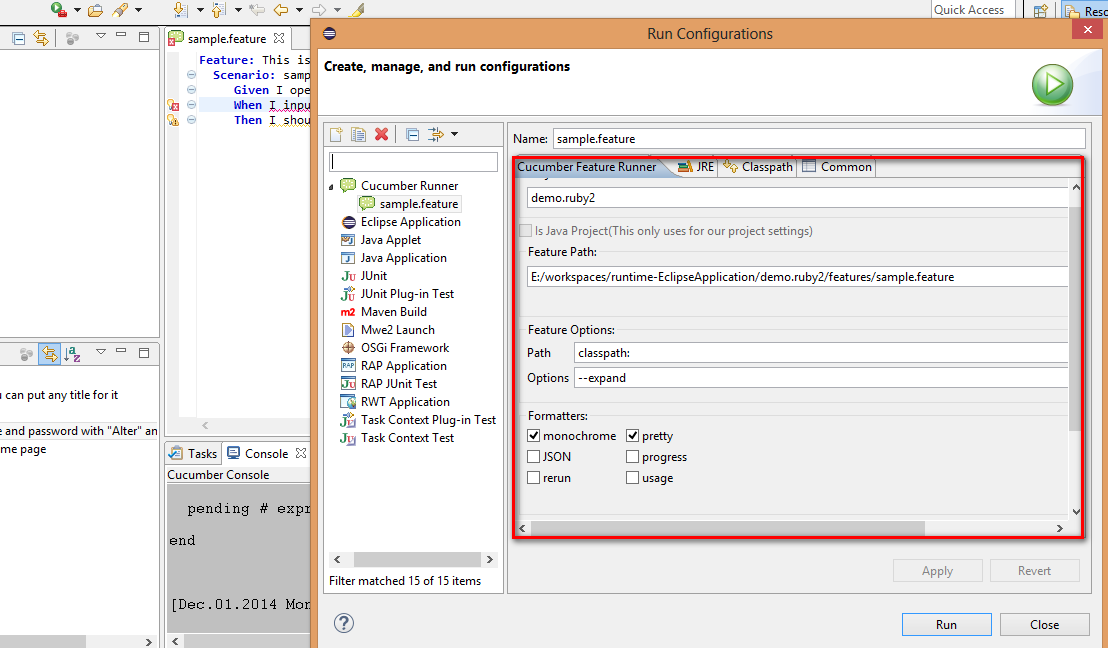 Quick Access
Reso
sample.feature
Feature: This is
Scenario: samp
Given I ope
When I inpu
Then I shou
can put any title for it
e and password with "Alter" an
me page
Tasks
Console
Cucumber Console
pending # expr
end
[Dec.01.2014 Mon
Run Configurations
Create, manage, and run configurations
Cucumber Runner
sample.feature
Eclipse Application
Java Applet
Java Application
JUnit
JUnit Plug-in Test
Maven Build
Mwe2 Launch
OSGi Framework
RAP Application
RAP JUnit Test
RWT Application
Task Context Plug-in Test
Task Context Test
Filter matched 15 of 15 items
Name: sample.feature
Cucumber Feature Runner JRE Classpath Common
demo.ruby2
Is Java Project(This only uses for our project settings)
Feature Path:
E:/workspaces/runtime-EclipseApplication/demo.ruby2/features/sample.feature
Feature Options:
Path classpath:
Options --expand
Formatters:
monochrome pretty
JSON progress
rerun usage
Apply Revert
Run Close